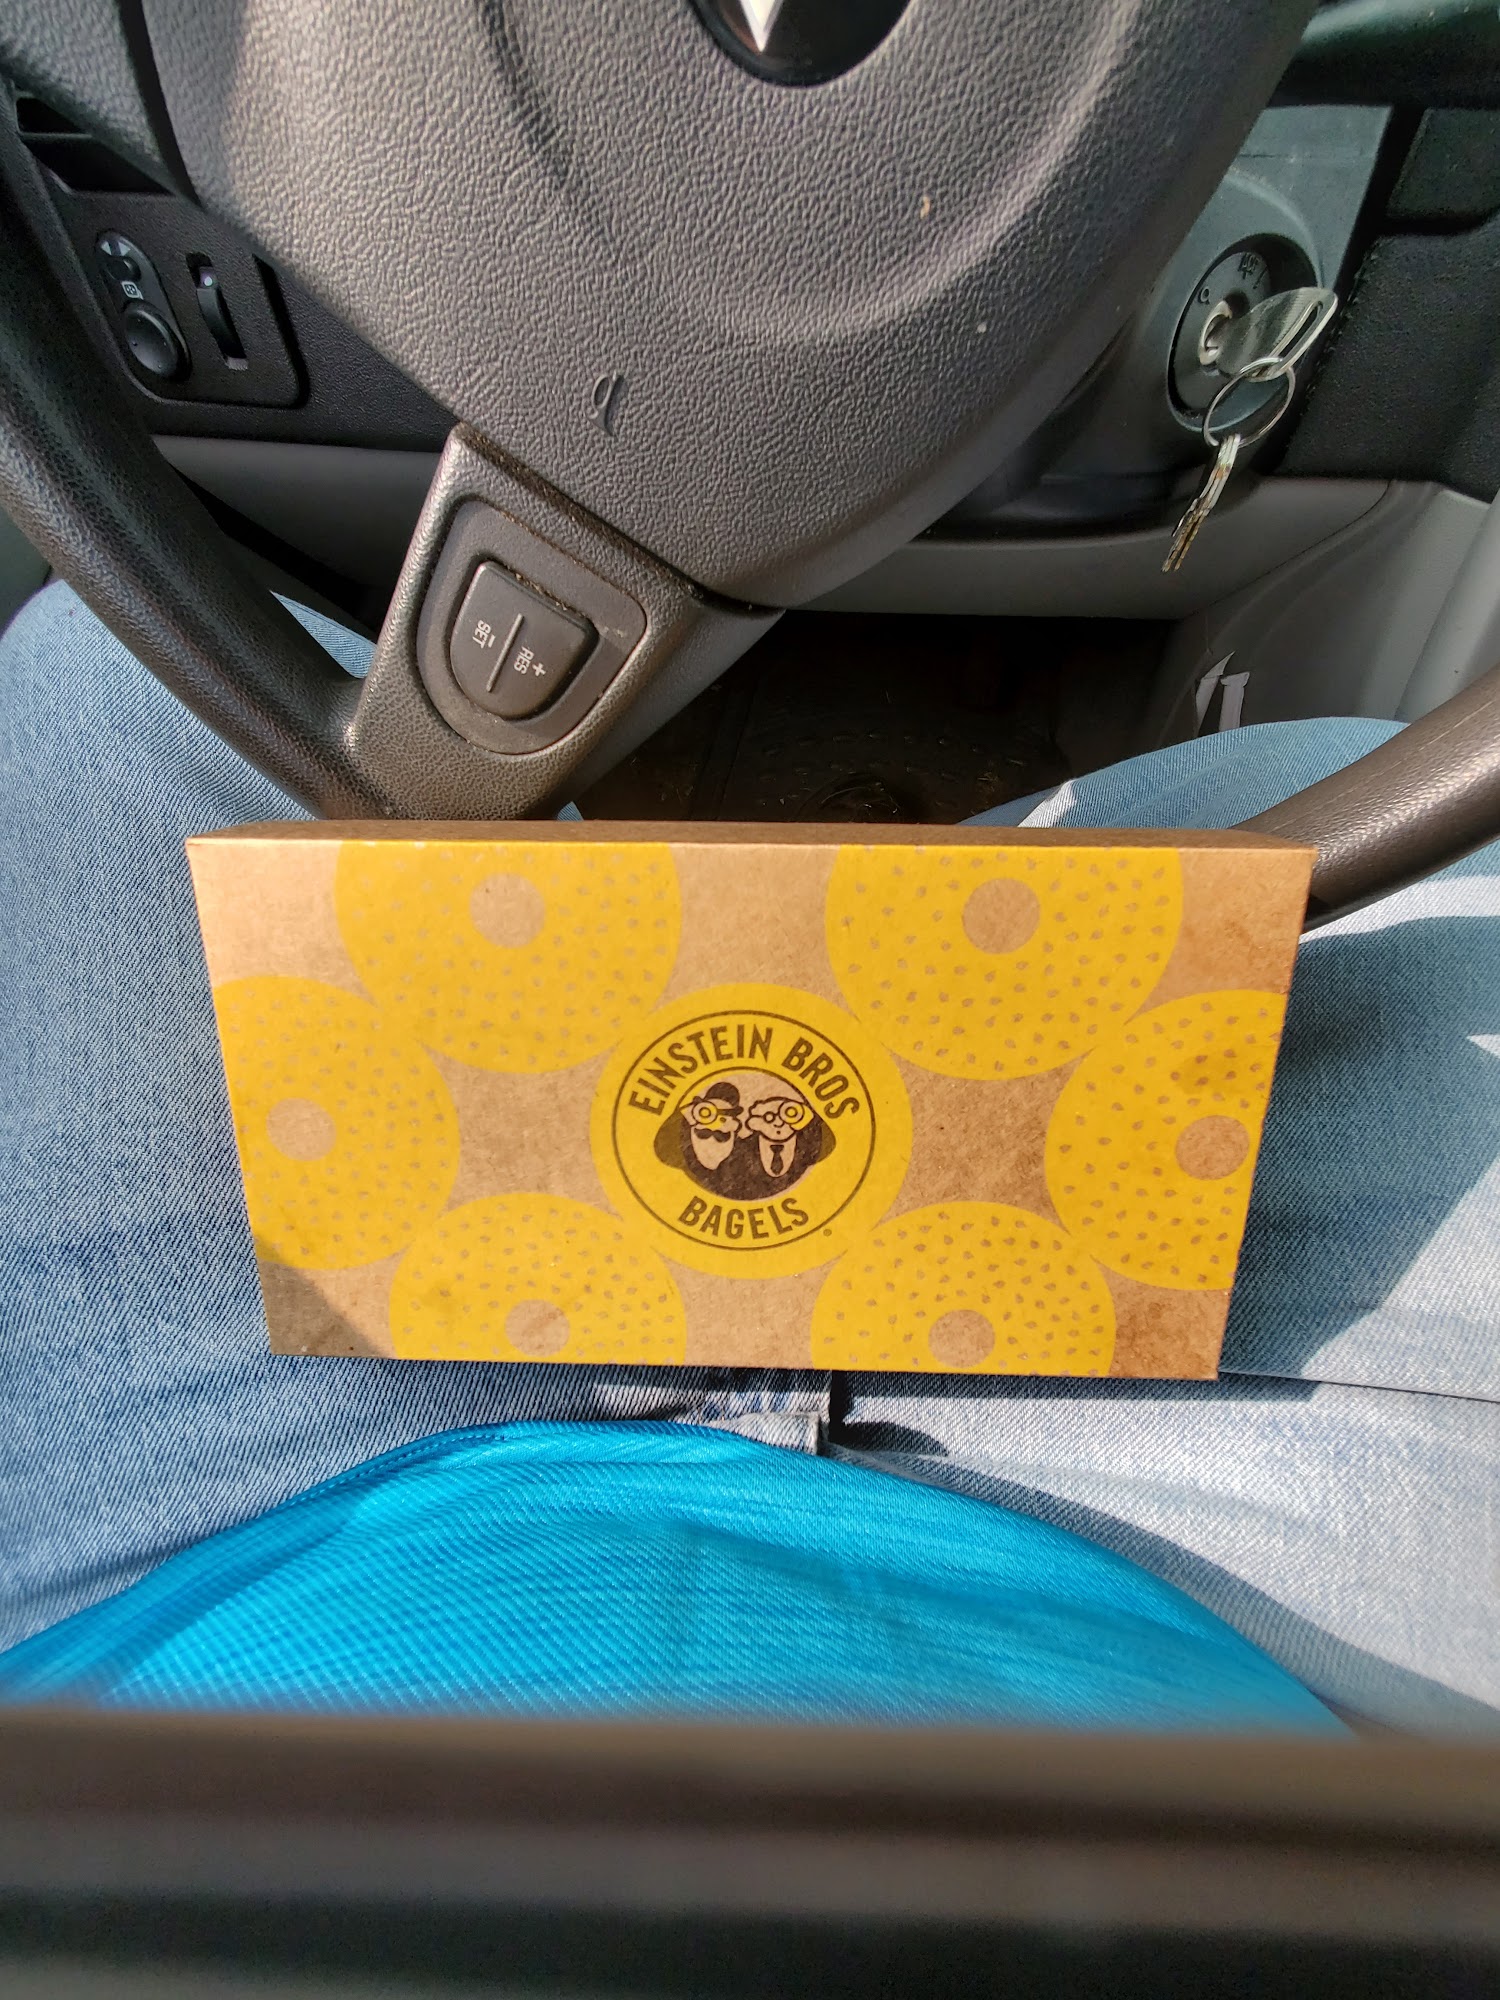 SET
-
+
RES
EINSTEIN BROS
BAGELS